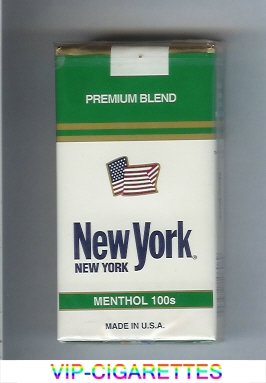 PREMIUM BLEND
New York®
NEW YORK
MENTHOL 100s
MADE IN U.S.A.
VIP-CIGARETTES